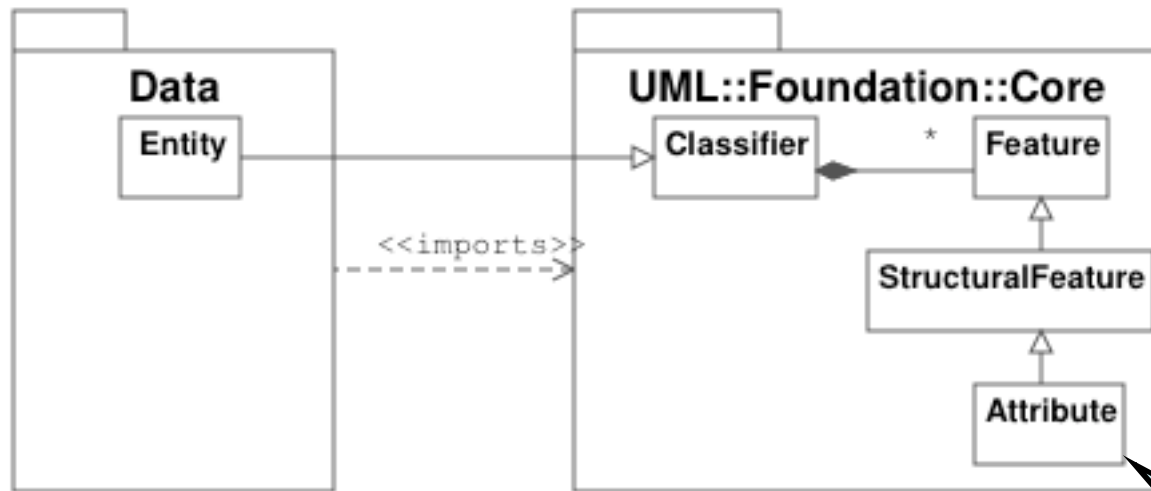 Data
UML::Foundation::Core
Entity
Classifier
*
Feature
<<imports>>
StructuralFeature
Attribute